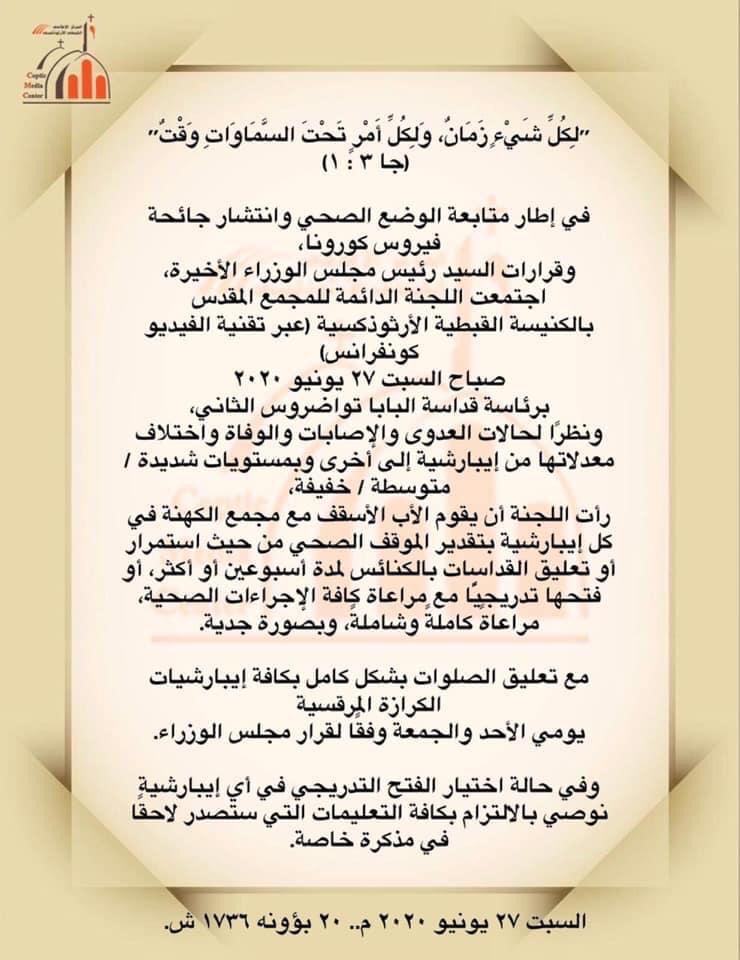 المركز الإعلامي
القبطي الأرثوذكسي
Coptic
Media
Center
”لِكُلِّ شَيْءٍ زَمَانٌ، وَلِكُلِّ أَمْرٍ تَحْتَ السَّمَاوَاتِ وَقْتٌ”
(جا ٣ : ١)
في إطار متابعة الوضع الصحي وانتشار جائحة
فيروس كورونا،
وقرارات السيد رئيس مجلس الوزراء الأخيرة،
اجتمعت اللجنة الدائمة للمجمع المقدس
بالكنيسة القبطية الأرثوذكسية (عبر تقنية الفيديو
كونفرانس)
صباح السبت ٢٧ يونيو ٢٠٢٠
برئاسة قداسة البابا تواضروس الثاني،
ونظرًا لحالات العدوى والإصابات والوفاة واختلاف
معدلاتها من إيبارشية إلى أخرى وبمستويات شديدة /
متوسطة / خفيفة،
رأت اللجنة أن يقوم الأب الأسقف مع مجمع الكهنة في
كل إيبارشية بتقدير الموقف الصحي من حيث استمرار
أو تعليق القداسات بالكنائس لمدة أسبوعين أو أكثر، أو
فتحها تدريجيًا مع مراعاة كافة الإجراءات الصحية،
مراعاة كاملةً وشاملةً، وبصورة جدية.
مع تعليق الصلوات بشكل كامل بكافة إيبارشيات
الكرازة المرقسية
يومي الأحد والجمعة وفقًا لقرار مجلس الوزراء.
وفي حالة اختيار الفتح التدريجي في أي إيبارشيةٍ
نوصي بالالتزام بكافة التعليمات التي ستصدر لاحقًا
في مذكرة خاصة.
السبت ٢٧ يونيو ٢٠٢٠ م.. ٢٠ بؤونه ١٧٣٦ ش.